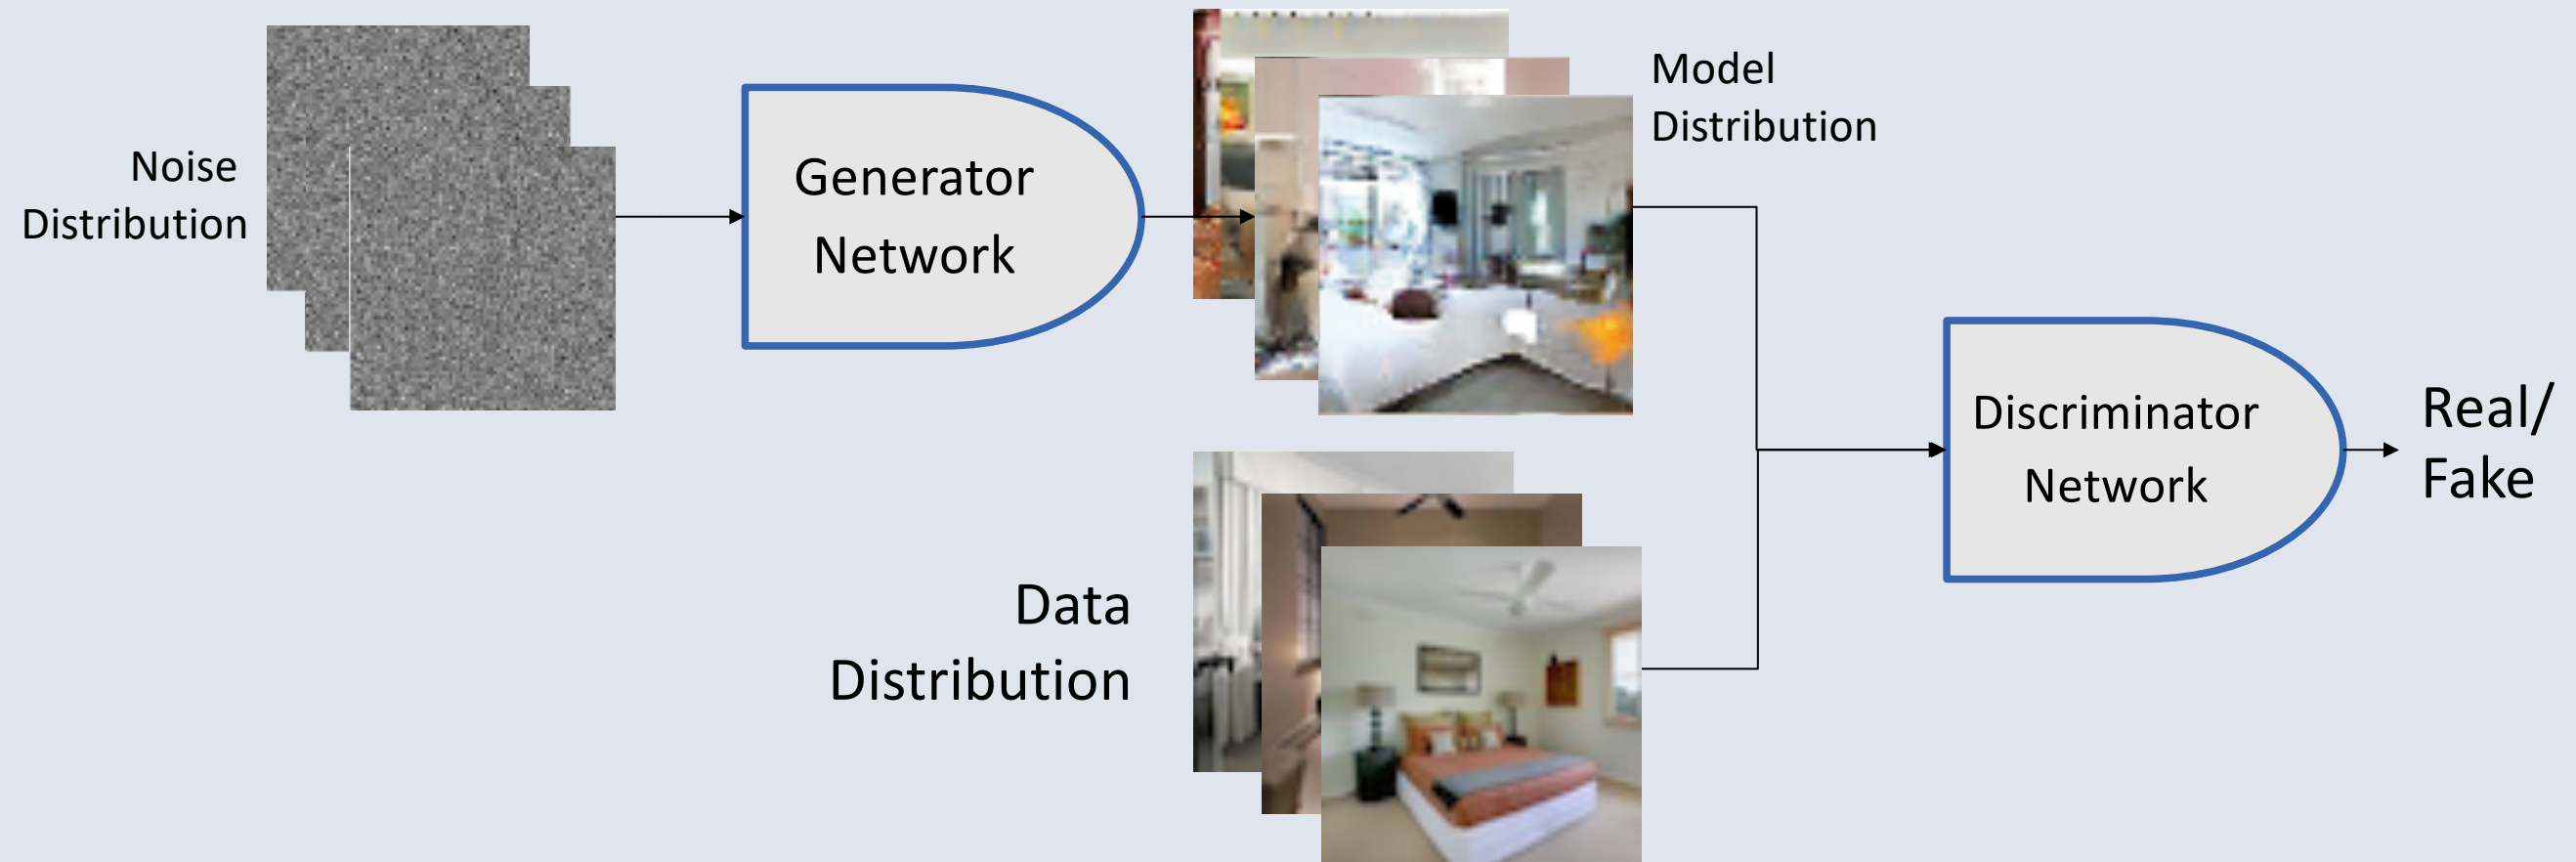 Noise
Distribution
Generator
Network
Model
Distribution
Data
Distribution
Discriminator
Network
Real/
Fake